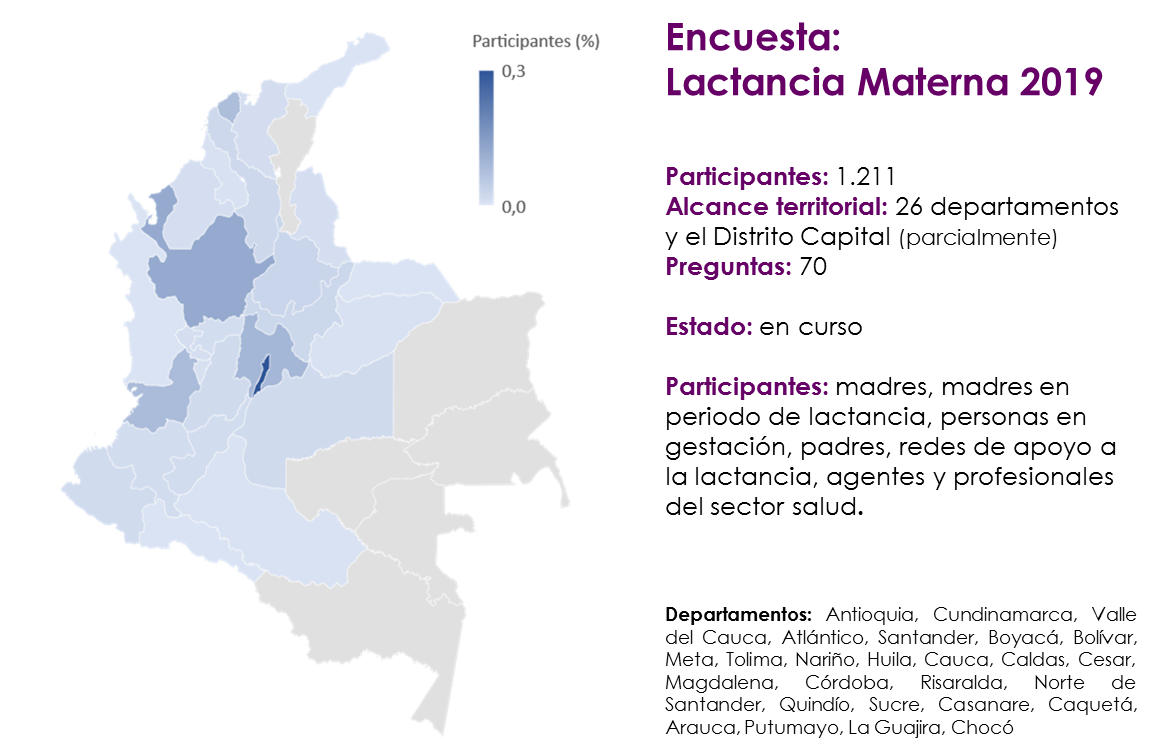 Participantes (%)
0,3
0,0
Encuesta:
Lactancia Materna 2019
Participantes: 1.211
Alcance territorial: 26 departamentos
y el Distrito Capital (parcialmente)
Preguntas: 70
Estado: en curso
Participantes: madres, madres en
periodo de lactancia, personas en
gestación, padres, redes de apoyo a
la lactancia, agentes y profesionales
del sector salud.
Departamentos: Antioquia, Cundinamarca, Valle
del Cauca, Atlántico, Santander, Boyacá, Bolívar,
Meta, Tolima, Nariño, Huila, Cauca, Caldas, Cesar,
Magdalena, Córdoba, Risaralda, Norte de
Santander, Quindío, Sucre, Casanare, Caquetá,
Arauca, Putumayo, La Guajira, Chocó